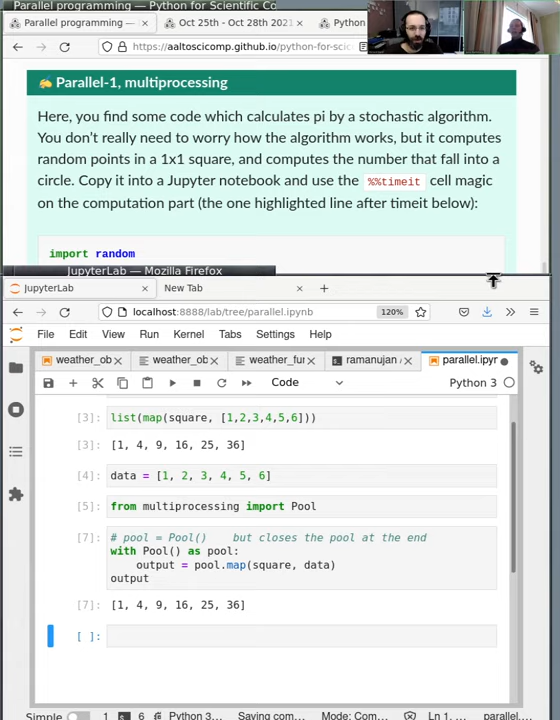 Parallel programming — Python for Scientific Co
Parallel programming —
Oct 25th - Oct 28th 2021
Python
https://aaltoscicomp.github.io/python-for-scic
✍ Parallel-1, multiprocessing
Here, you find some code which calculates pi by a stochastic algorithm.
You don't really need to worry how the algorithm works, but it computes
random points in a 1x1 square, and computes the number that fall into a
circle. Copy it into a Jupyter notebook and use the %%timeit cell magic
on the computation part (the one highlighted line after timeit below):
import random
JupyterLab — Mozilla Firefox
JupyterLab
New Tab
localhost:8888/lab/tree/parallel.ipynb
120%
File Edit View Run Kernel Tabs Settings Help
weather_ob
weather_ob
weather_fur
ramanujan
parallel.ipyr
Code
Python 3
[3]: list(map(square, [1,2,3,4,5,6]))
[3]: [1, 4, 9, 16, 25, 36]
[4]: data = [1, 2, 3, 4, 5, 6]
[5]: from multiprocessing import Pool
[7]: # pool = Pool() but closes the pool at the end
with Pool() as pool:
output = pool.map(square, data)
output
[7]: [1, 4, 9, 16, 25, 36]
[ ]:
Simple 1 6 Python 3... Saving com... Mode: Com... Ln 1, ... parallel....